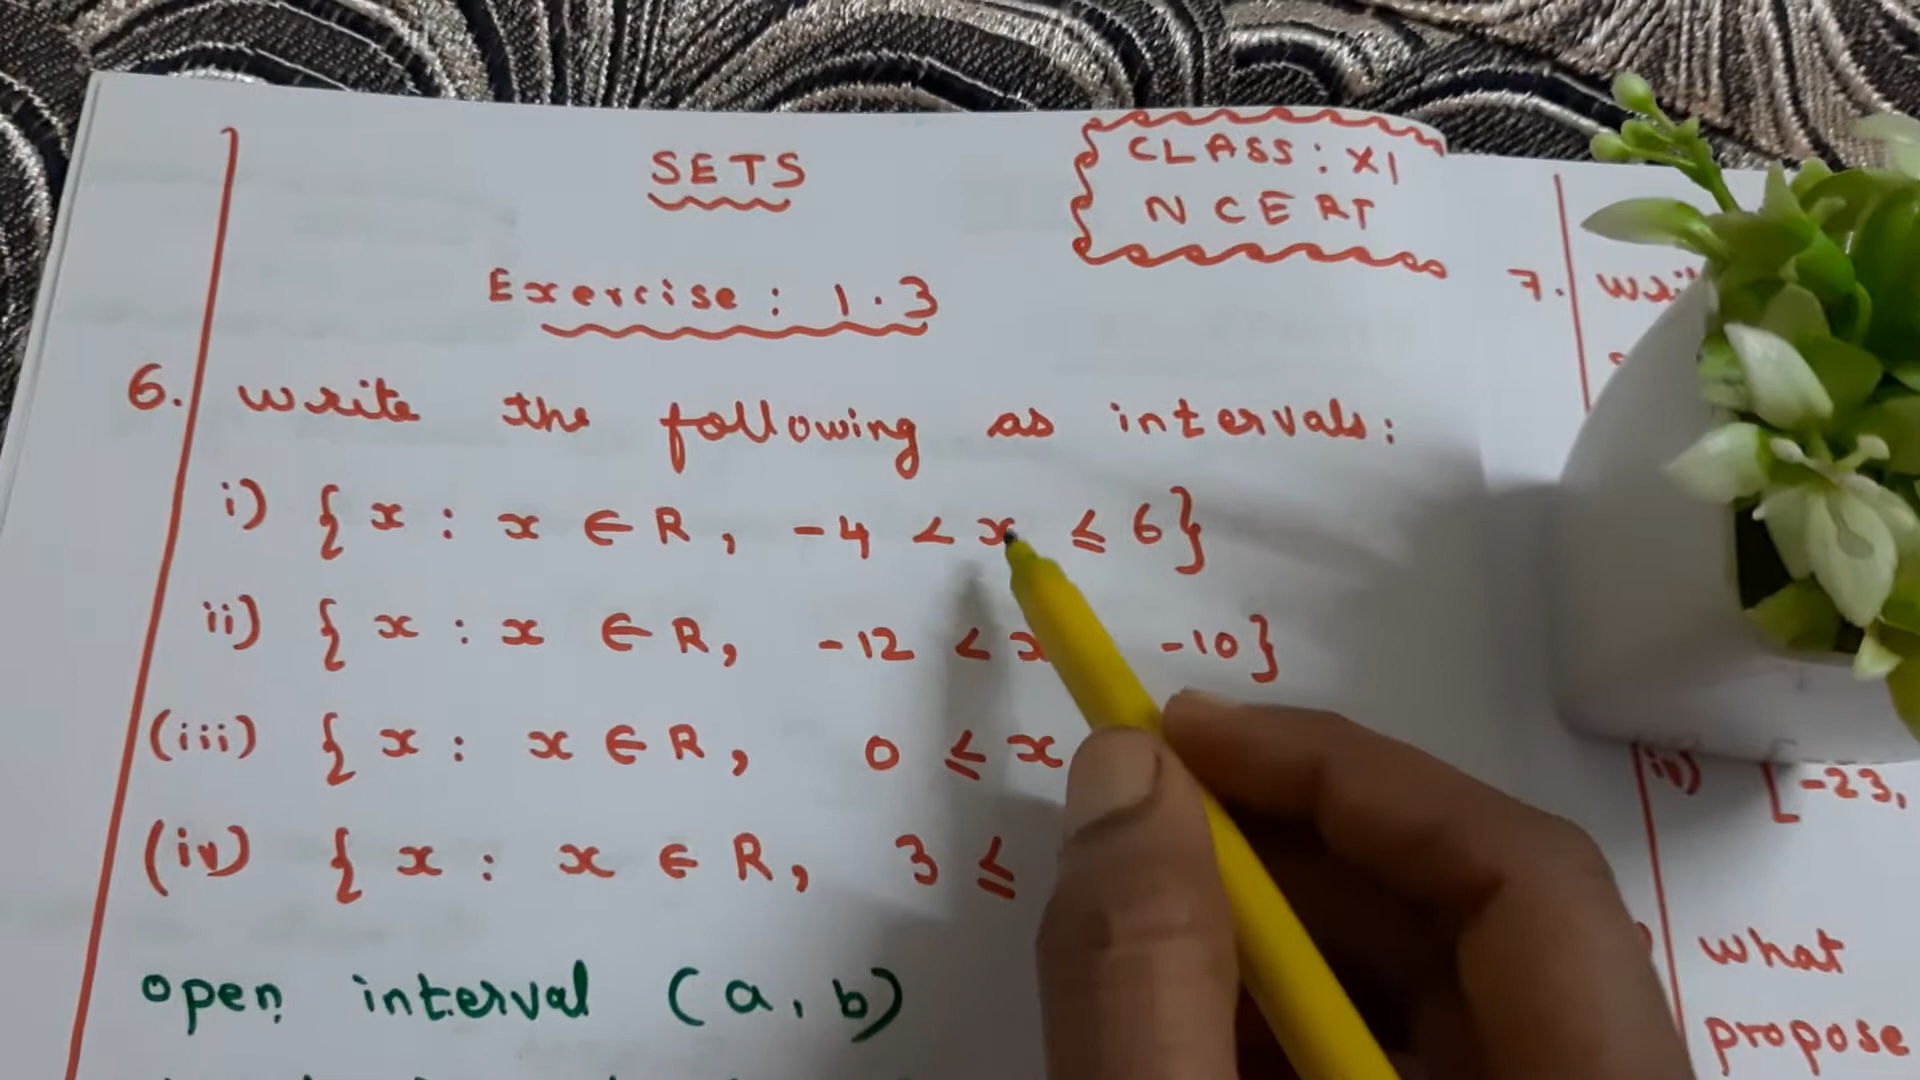 SETS
CLASS: XI
NCERT
Exercise: 1.3
6. write the following as intervals:
i) { x : x ∈ R, -4 < x ≤ 6}
ii) { x : x ∈ R, -12 < x -10}
(iii) { x : x ∈ R, 0 ≤ x
(iv) { x : x ∈ R, 3 ≤
open interval (a, b)
7.
iv) [-23,
what
propose